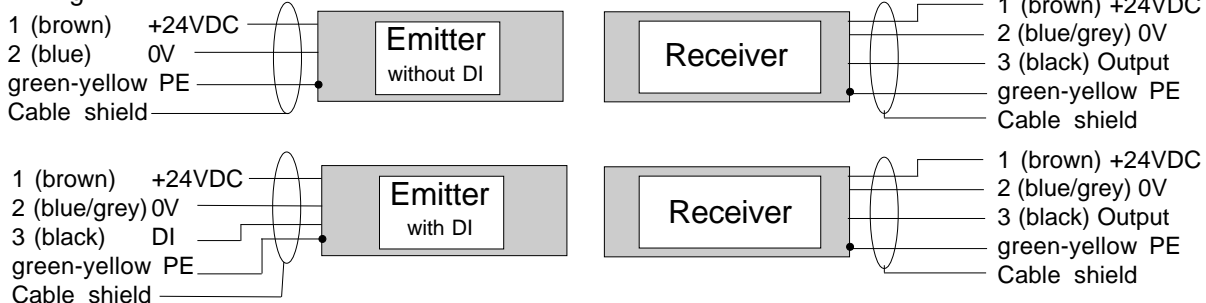 1 (brown) +24VDC
2 (blue) 0V
green-yellow PE
Cable shield
Emitter
without DI
Receiver
1 (brown) +24VDC
2 (blue/grey) 0V
3 (black) Output
green-yellow PE
Cable shield
1 (brown) +24VDC
2 (blue/grey) 0V
3 (black) DI
green-yellow PE
Cable shield
Emitter
with DI
Receiver
1 (brown) +24VDC
2 (blue/grey) 0V
3 (black) Output
green-yellow PE
Cable shield